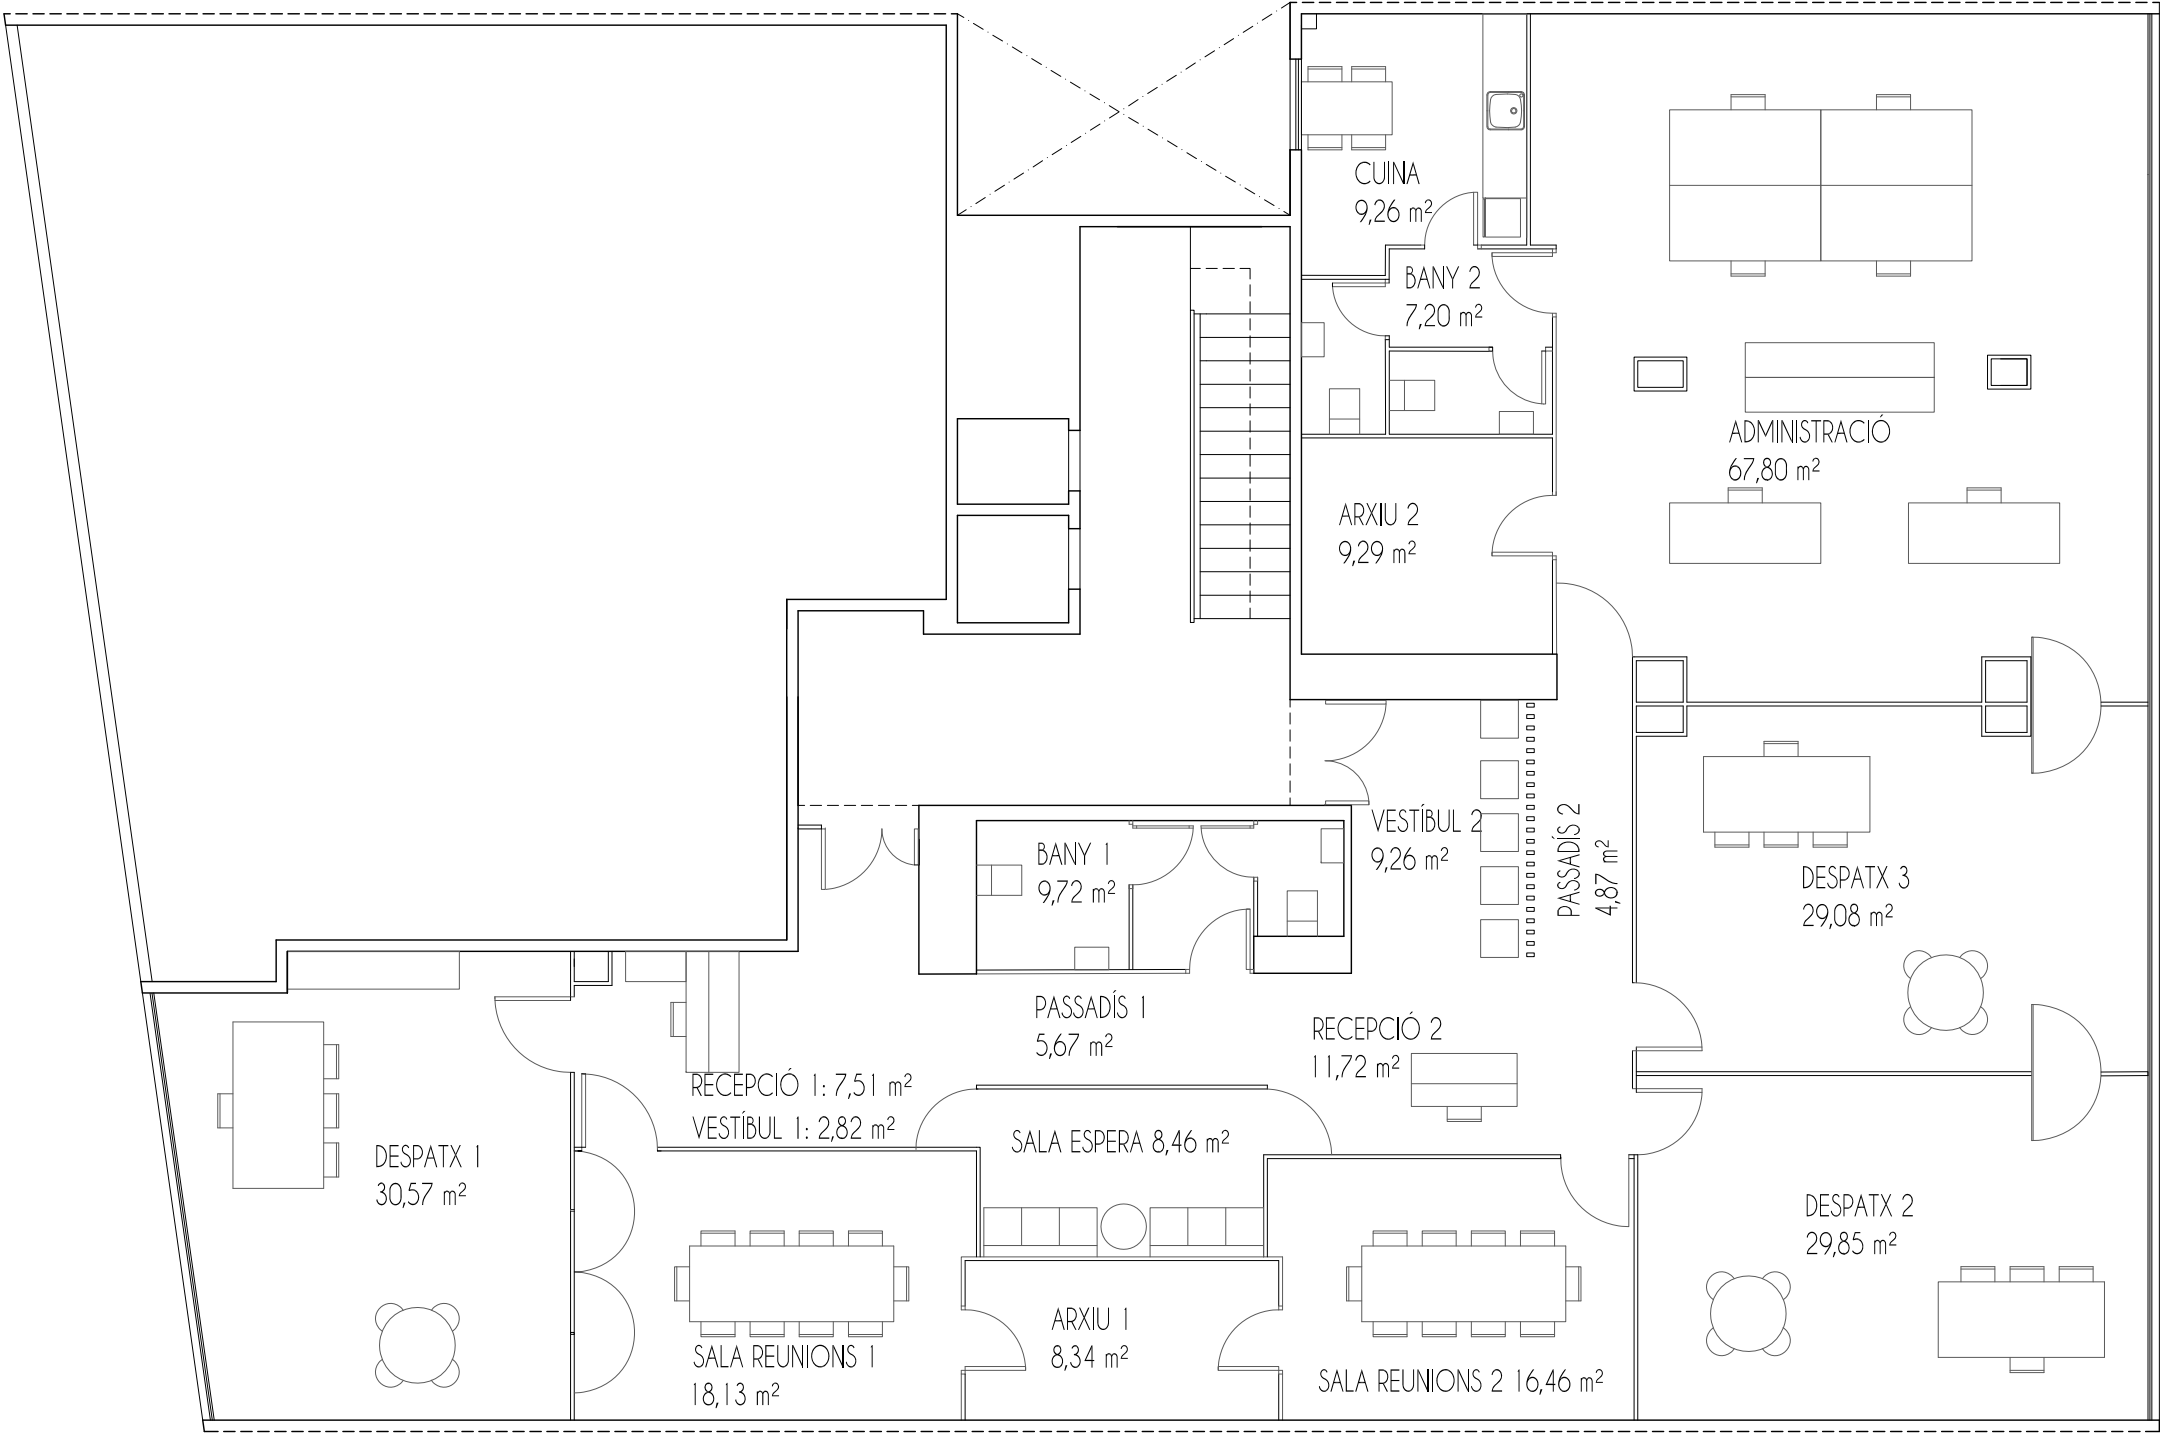 CUINA
9,26 m²
BANY 2
7,20 m²
ADMINISTRACIÓ
67,80 m²
ARXIU 2
9,29 m²
VESTÍBUL 2
9,26 m²
PASSADÍS 2
4,87 m²
BANY 1
9,72 m²
DESPATX 3
29,08 m²
PASSADÍS 1
5,67 m²
RECEPCIÓ 2
11,72 m²
RECEPCIÓ 1: 7,51 m²
VESTÍBUL 1: 2,82 m²
SALA ESPERA 8,46 m²
DESPATX 1
30,57 m²
DESPATX 2
29,85 m²
ARXIU 1
8,34 m²
SALA REUNIONS 1
18,13 m²
SALA REUNIONS 2 16,46 m²